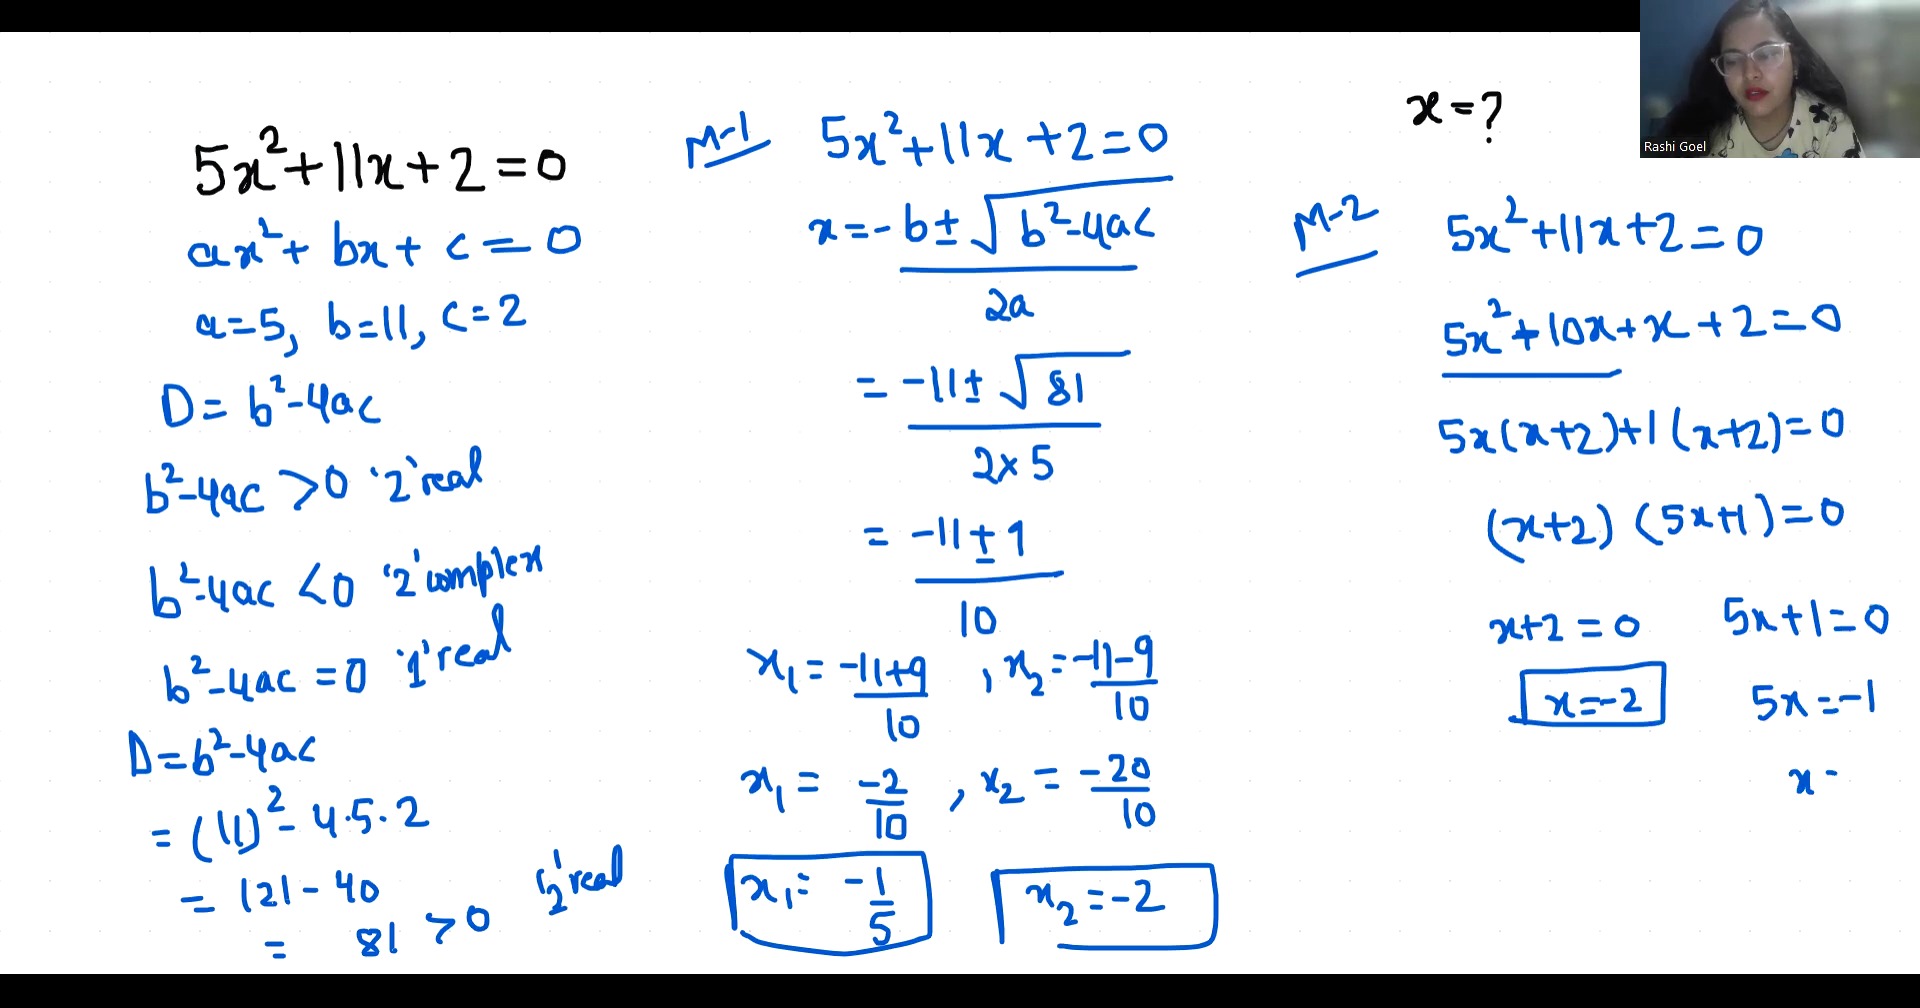 5x²+11x+2=0
ax²+bx+c=0
a=5, b=11, c=2
D=b²-4ac
b²-4ac >0 '2' real
b²-4ac <0 '2' complex
b²-4ac =0 '1' real
D=b²-4ac
= (11)²-4·5·2
= 121-40
= 81 >0 '2' real
M-1 5x²+11x+2=0
x=-b±√b²-4ac
2a
= -11±√81
2×5
= -11±9
10
x₁=-11+9/10, x₂=-11-9/10
x₁= -2/10, x₂= -20/10
x₁= -1/5 x₂=-2
x=?
M-2 5x²+11x+2=0
5x²+10x+x+2=0
5x(x+2)+1(x+2)=0
(x+2)(5x+1)=0
x+2=0 5x+1=0
x=-2 5x=-1
x=
Rashi Goel